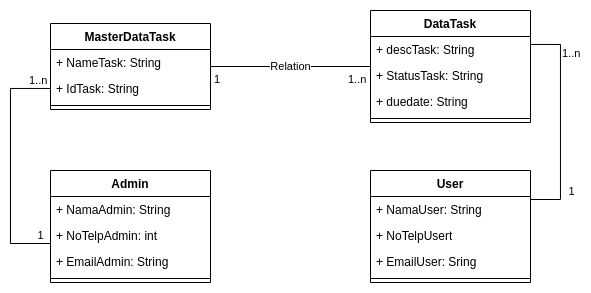 MasterDataTask
+ NameTask: String
+ IdTask: String
DataTask
+ descTask: String
+ StatusTask: String
+ duedate: String
Relation
1
1..n
1..n
1..n
1
1
Admin
+ NamaAdmin: String
+ NoTelpAdmin: int
+ EmailAdmin: String
User
+ NamaUser: String
+ NoTelpUsert
+ EmailUser: Sring